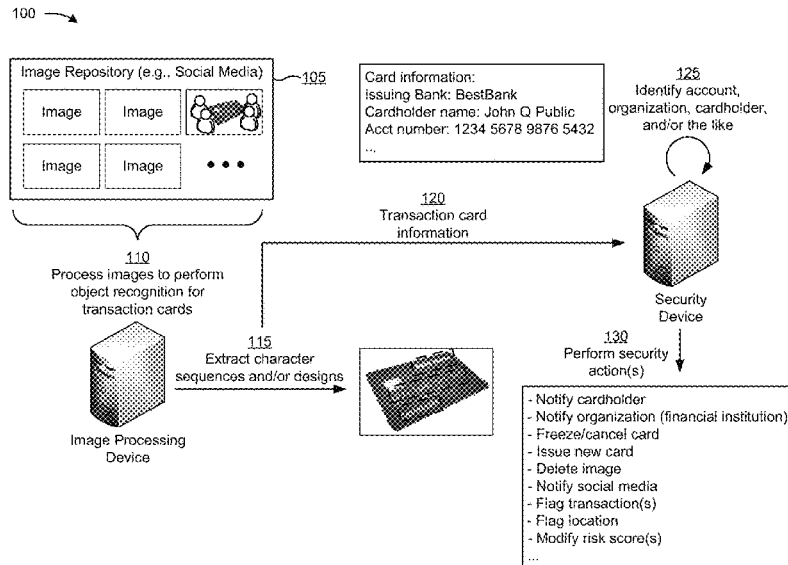 100
Image Repository (e.g., Social Media)
105
Image
Image
Image
Image
Card information:
Issuing Bank: BestBank
Cardholder name: John Q Public
Acct number: 1234 5678 9876 5432
...
125
Identify account,
organization, cardholder,
and/or the like
120
Transaction card
information
110
Process images to perform
object recognition for
transaction cards
Security
Device
115
Extract character
sequences and/or designs
Image Processing
Device
130
Perform security
action(s)
- Notify cardholder
- Notify organization (financial institution)
- Freeze/cancel card
- Issue new card
- Delete image
- Notify social media
- Flag transaction(s)
- Flag location
- Modify risk score(s)
...